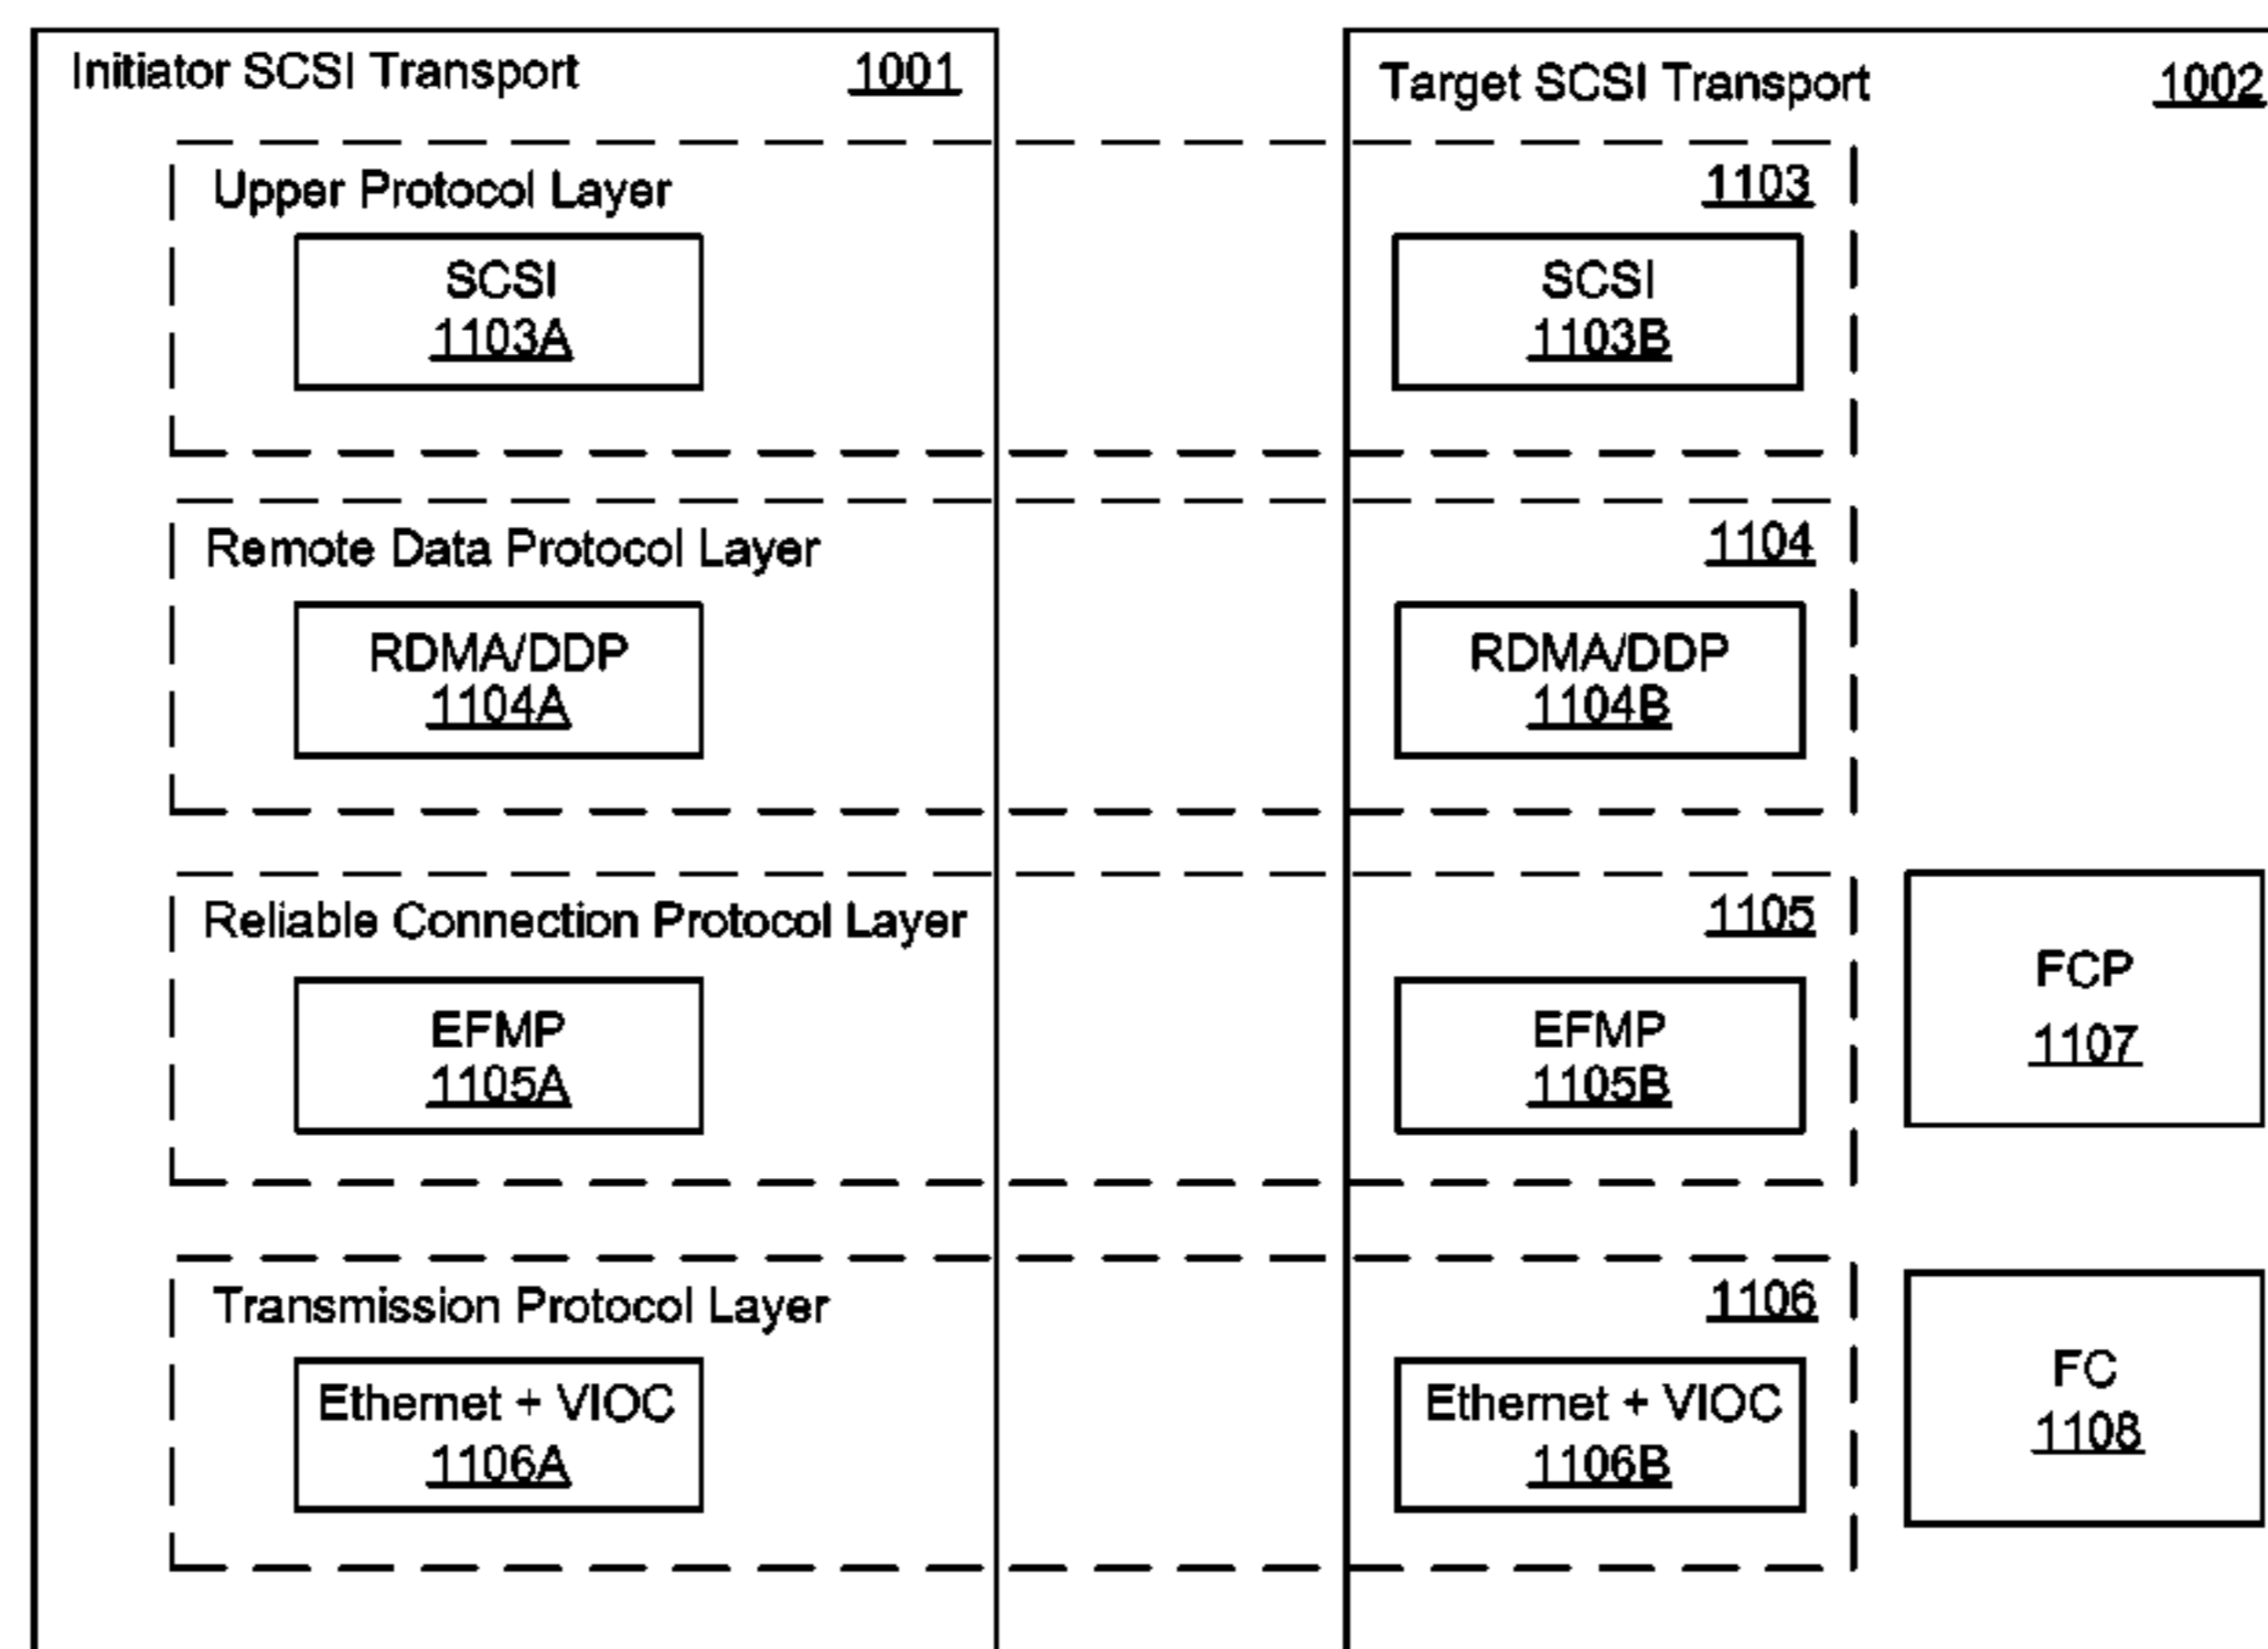 Initiator SCSI Transport 1001
Target SCSI Transport 1002
Upper Protocol Layer 1103
SCSI
1103A
SCSI
1103B
Remote Data Protocol Layer 1104
RDMA/DDP
1104A
RDMA/DDP
1104B
Reliable Connection Protocol Layer 1105
EFMP
1105A
EFMP
1105B
FCP
1107
Transmission Protocol Layer 1106
Ethernet + VIOC
1106A
Ethernet + VIOC
1106B
FC
1108